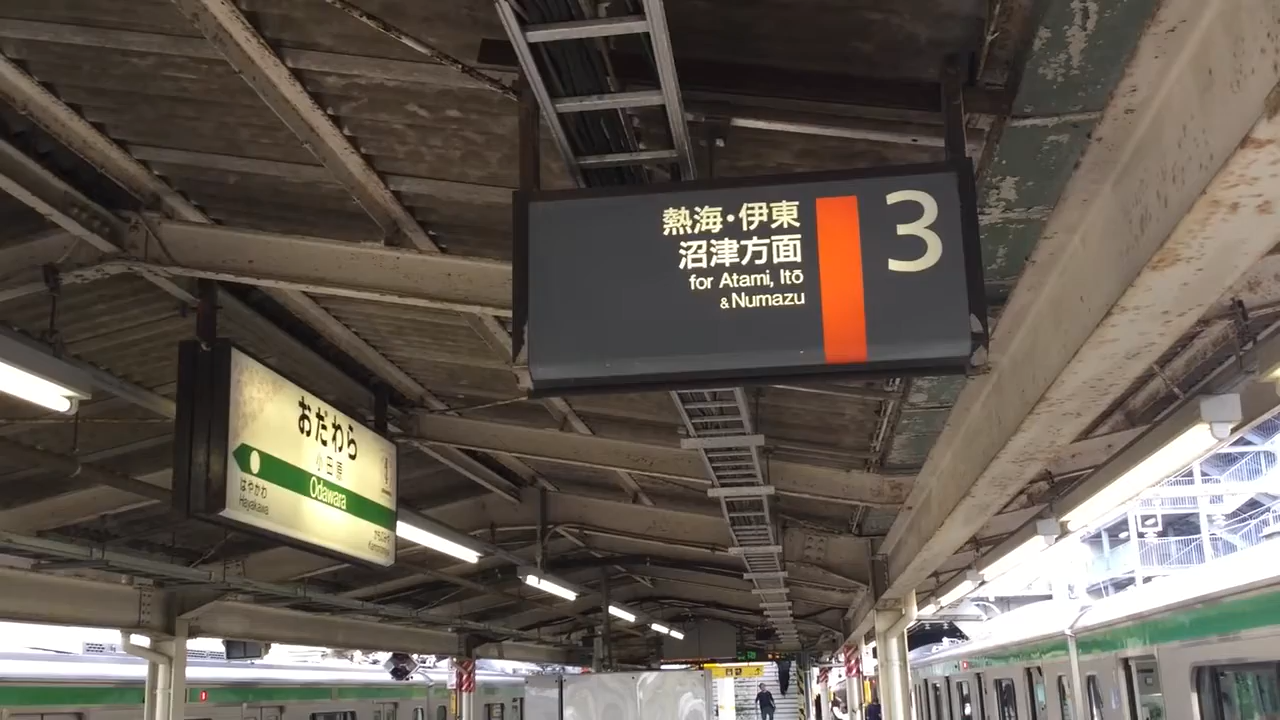 熱海・伊東
沼津方面
for Atami, Itō
& Numazu
3
おだわら
小田原
Odawara
はやかわ
Hayakawa